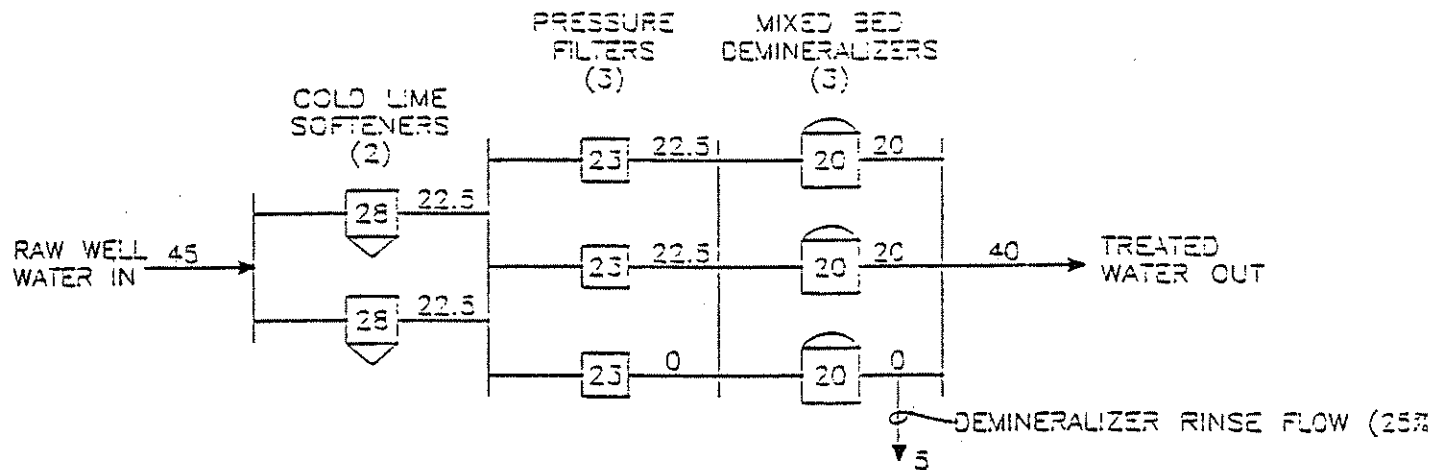 PRESSURE
FILTERS
(3)
MIXED BED
DEMINERALIZERS
(3)
COLD LIME
SOFTENERS
(2)
23
22.5
20
20
28
22.5
RAW WELL
WATER IN
45
23
22.5
20
20
40
TREATED
WATER OUT
28
22.5
23
0
20
0
DEMINERALIZER RINSE FLOW (25%
5